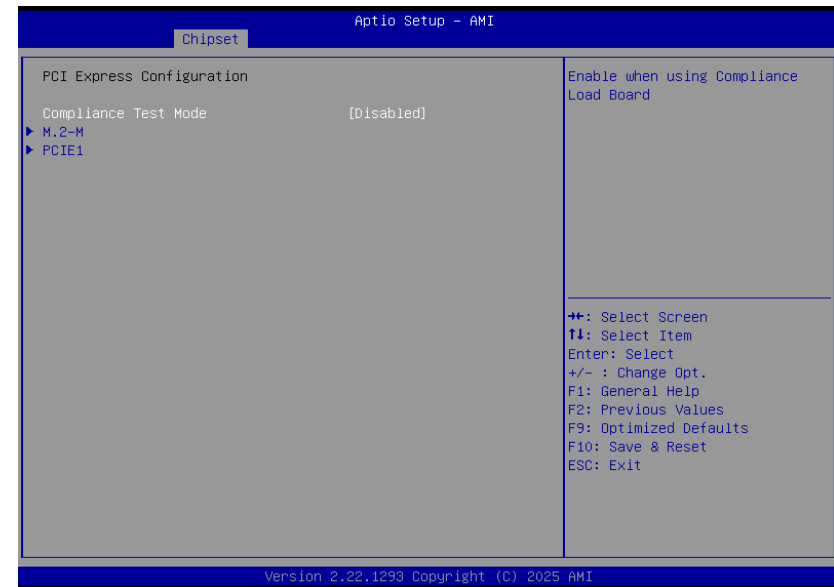 Aptio Setup – AMI
Chipset
PCI Express Configuration
Compliance Test Mode [Disabled]
▶ M.2-M
▶ PCIE1
Enable when using Compliance
Load Board
→←: Select Screen
↑↓: Select Item
Enter: Select
+/- : Change Opt.
F1: General Help
F2: Previous Values
F9: Optimized Defaults
F10: Save & Reset
ESC: Exit
Version 2.22.1293 Copyright (C) 2025 AMI